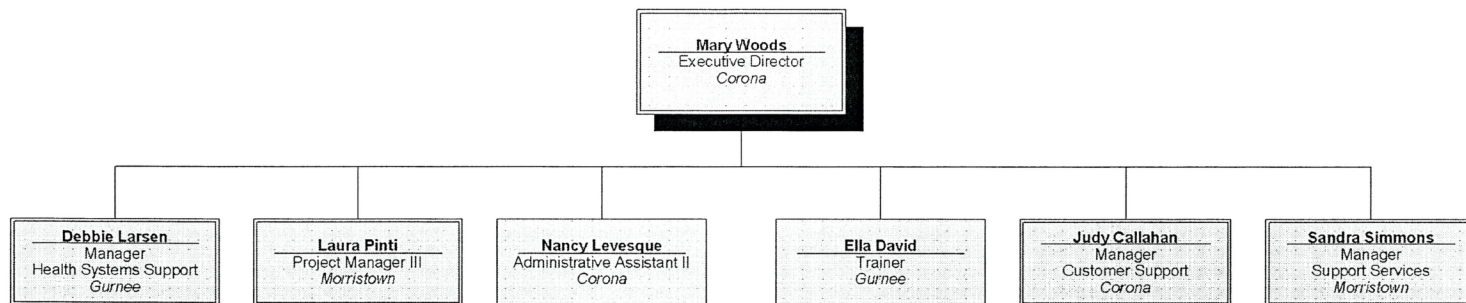 Mary Woods
Executive Director
Corona
Debbie Larsen
Manager
Health Systems Support
Gurnee
Laura Pinti
Project Manager III
Morristown
Nancy Levesque
Administrative Assistant II
Corona
Ella David
Trainer
Gurnee
Judy Callahan
Manager
Customer Support
Corona
Sandra Simmons
Manager
Support Services
Morristown